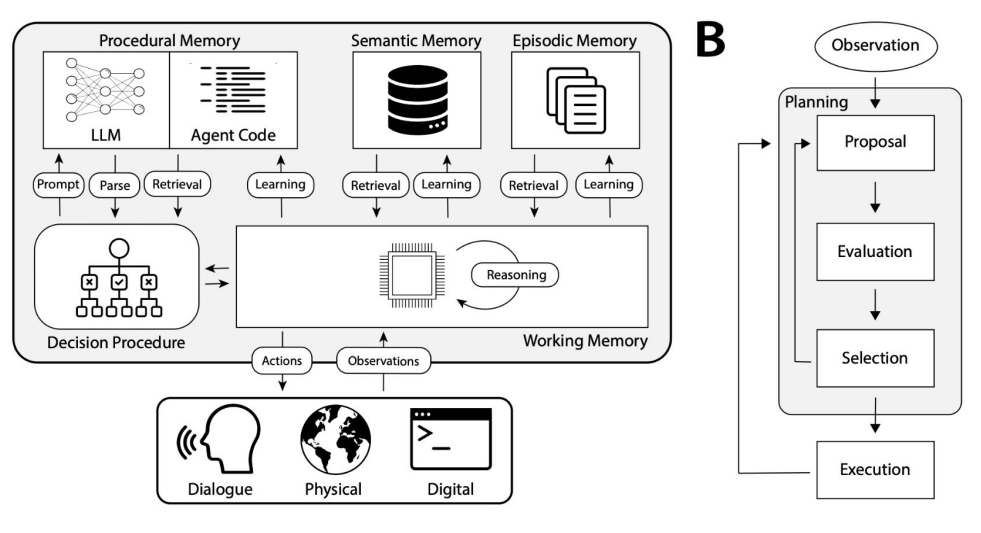 Procedural Memory
Semantic Memory
Episodic Memory
LLM
Agent Code
Prompt
Parse
Retrieval
Learning
Retrieval
Learning
Retrieval
Learning
Reasoning
Decision Procedure
Working Memory
Actions
Observations
>_
Dialogue
Physical
Digital
B
Observation
Planning
Proposal
Evaluation
Selection
Execution